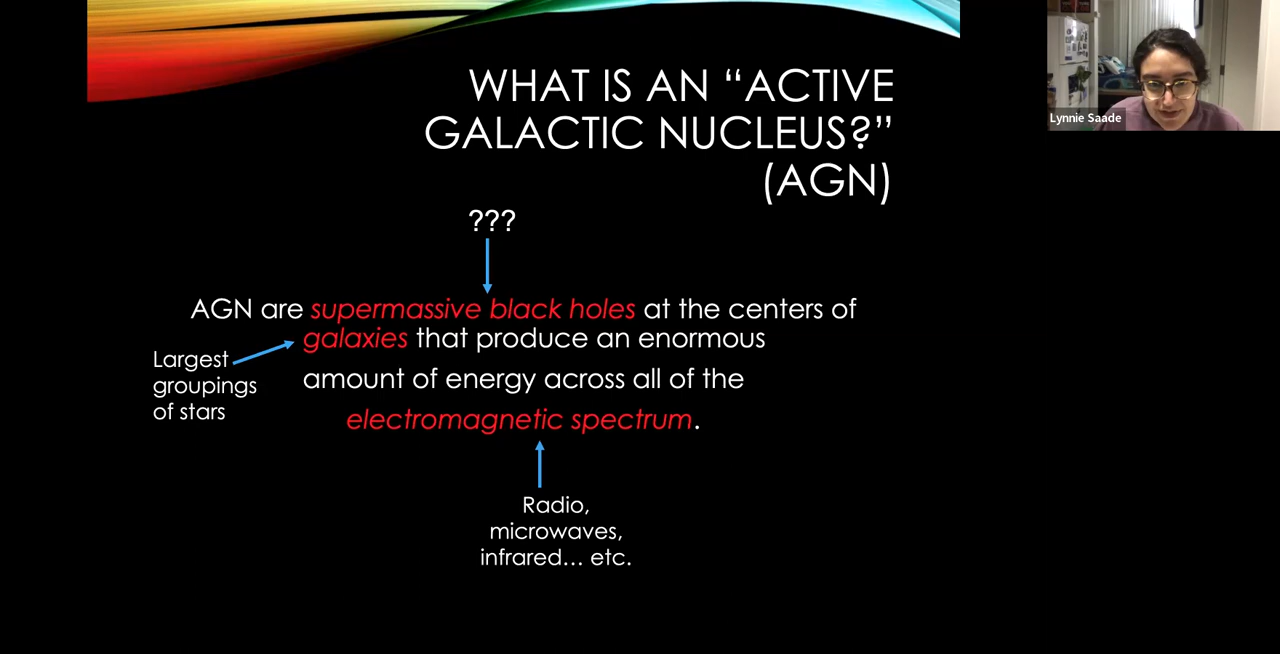 WHAT IS AN “ACTIVE
GALACTIC NUCLEUS?”
(AGN)
Lynnie Saade
???
AGN are supermassive black holes at the centers of
galaxies that produce an enormous
amount of energy across all of the
electromagnetic spectrum.
Largest
groupings
of stars
Radio,
microwaves,
infrared... etc.